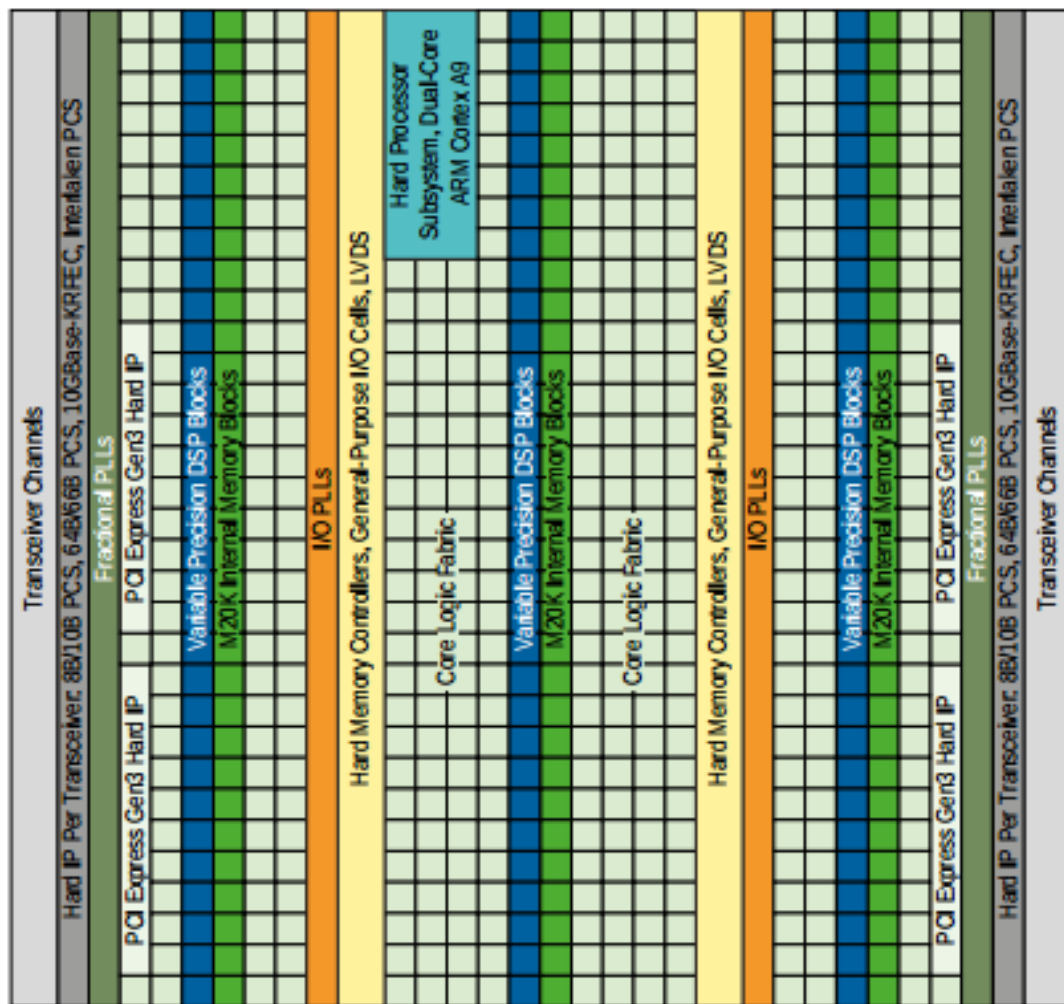 Transceiver Channels
Hard IP Per Transceiver: 8B/10B PCS, 64B/66B PCS, 10GBase-KRFEC, Interlaken PCS
Fractional PLLs
PCI Express Gen3 Hard IP
PCI Express Gen3 Hard IP
Variable Precision DSP Blocks
M20K Internal Memory Blocks
I/O PLLs
Hard Memory Controllers, General-Purpose I/O Cells, LVDS
Hard Processor
Subsystem, Dual-Core
ARM Cortex A9
Core Logic Fabric
Variable Precision DSP Blocks
M20K Internal Memory Blocks
Core Logic Fabric
Hard Memory Controllers, General-Purpose I/O Cells, LVDS
I/O PLLs
Variable Precision DSP Blocks
M20K Internal Memory Blocks
PCI Express Gen3 Hard IP
PCI Express Gen3 Hard IP
Fractional PLLs
Hard IP Per Transceiver: 8B/10B PCS, 64B/66B PCS, 10GBase-KRFEC, Interlaken PCS
Transceiver Channels